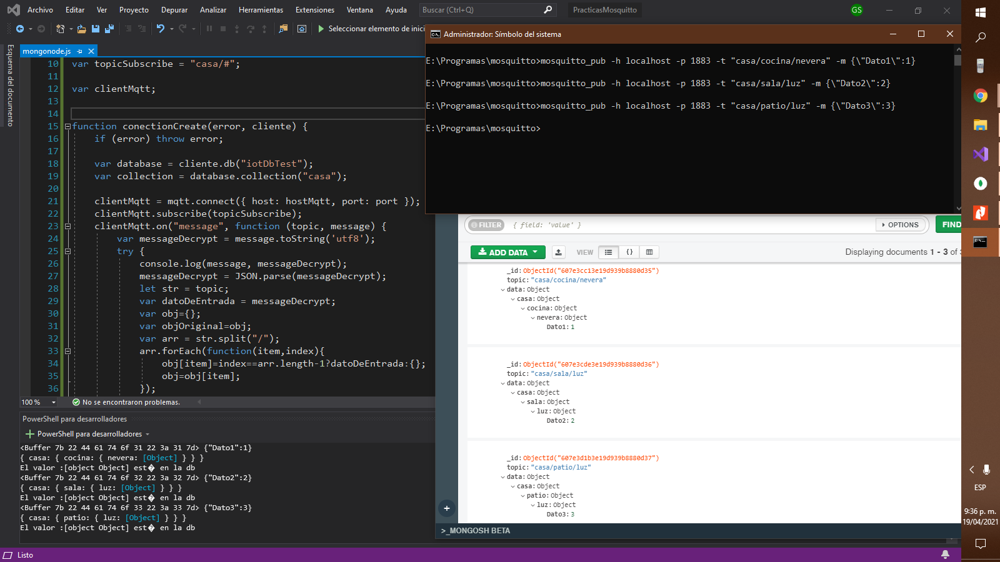 Archivo Editar Ver Proyecto Depurar Analizar Herramientas Extensiones Ventana Ayuda Buscar (Ctrl+Q) PracticasMosquitto GS
Seleccionar elemento de inici
Administrador: Símbolo del sistema
Esquema del documento
mongonode.js
10 var topicSubscribe = "casa/#";
11
12 var clientMqtt;
13
14
15 function conectionCreate(error, cliente) {
16 if (error) throw error;
17
18 var database = cliente.db("iotDbTest");
19 var collection = database.collection("casa");
20
21 clientMqtt = mqtt.connect({ host: hostMqtt, port: port });
22 clientMqtt.subscribe(topicSubscribe);
23 clientMqtt.on("message", function (topic, message) {
24 var messageDecrypt = message.toString('utf8');
25 try {
26 console.log(message, messageDecrypt);
27 messageDecrypt = JSON.parse(messageDecrypt);
28 let str = topic;
29 var datoDeEntrada = messageDecrypt;
30 var obj={};
31 var objOriginal=obj;
32 var arr = str.split("/");
33 arr.forEach(function(item,index){
34 obj[item]=index==arr.length-1?datoDeEntrada:{};
35 obj=obj[item];
36 });
100 % No se encontraron problemas.
PowerShell para desarrolladores
PowerShell para desarrolladores
<Buffer 7b 22 44 61 74 6f 31 22 3a 31 7d> {"Dato1":1}
{ casa: { cocina: { nevera: [Object] } } }
El valor :[object Object] est� en la db
<Buffer 7b 22 44 61 74 6f 32 22 3a 32 7d> {"Dato2":2}
{ casa: { sala: { luz: [Object] } } }
El valor :[object Object] est� en la db
<Buffer 7b 22 44 61 74 6f 33 22 3a 33 7d> {"Dato3":3}
{ casa: { patio: { luz: [Object] } } }
El valor :[object Object] est� en la db
Listo
E:\Programas\mosquitto>mosquitto_pub -h localhost -p 1883 -t "casa/cocina/nevera" -m {\"Dato1\":1}
E:\Programas\mosquitto>mosquitto_pub -h localhost -p 1883 -t "casa/sala/luz" -m {\"Dato2\":2}
E:\Programas\mosquitto>mosquitto_pub -h localhost -p 1883 -t "casa/patio/luz" -m {\"Dato3\":3}
E:\Programas\mosquitto>
FILTER { field: 'value' } OPTIONS FIND
ADD DATA VIEW {} Displaying documents 1 - 3 of 3
_id: ObjectId("607e3cc13e19d939b8880d35")
topic: "casa/cocina/nevera"
data: Object
casa: Object
cocina: Object
nevera: Object
Dato1: 1
_id: ObjectId("607e3cde3e19d939b8880d36")
topic: "casa/sala/luz"
data: Object
casa: Object
sala: Object
luz: Object
Dato2: 2
_id: ObjectId("607e3d1b3e19d939b8880d37")
topic: "casa/patio/luz"
data: Object
casa: Object
patio: Object
luz: Object
Dato3: 3
>_MONGOSH BETA
ESP
9:36 p. m.
19/04/2021